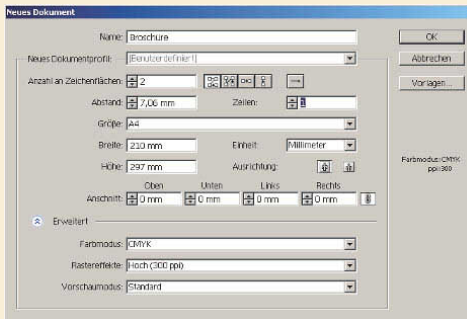 Neues Dokument
Name: Broschüre
OK
Neues Dokumentprofil: [Benutzerdefiniert]
Abbrechen
Anzahl an Zeichenflächen: 2
Vorlagen...
Abstand: 7,06 mm Zeilen: 1
Größe: A4
Breite: 210 mm Einheit: Millimeter
Höhe: 297 mm Ausrichtung:
Farbmodus:CMYK
ppi:300
Oben Unten Links Rechts
Anschnitt: 0 mm 0 mm 0 mm 0 mm
Erweitert
Farbmodus: CMYK
Rastereffekte: Hoch (300 ppi)
Vorschaumodus: Standard